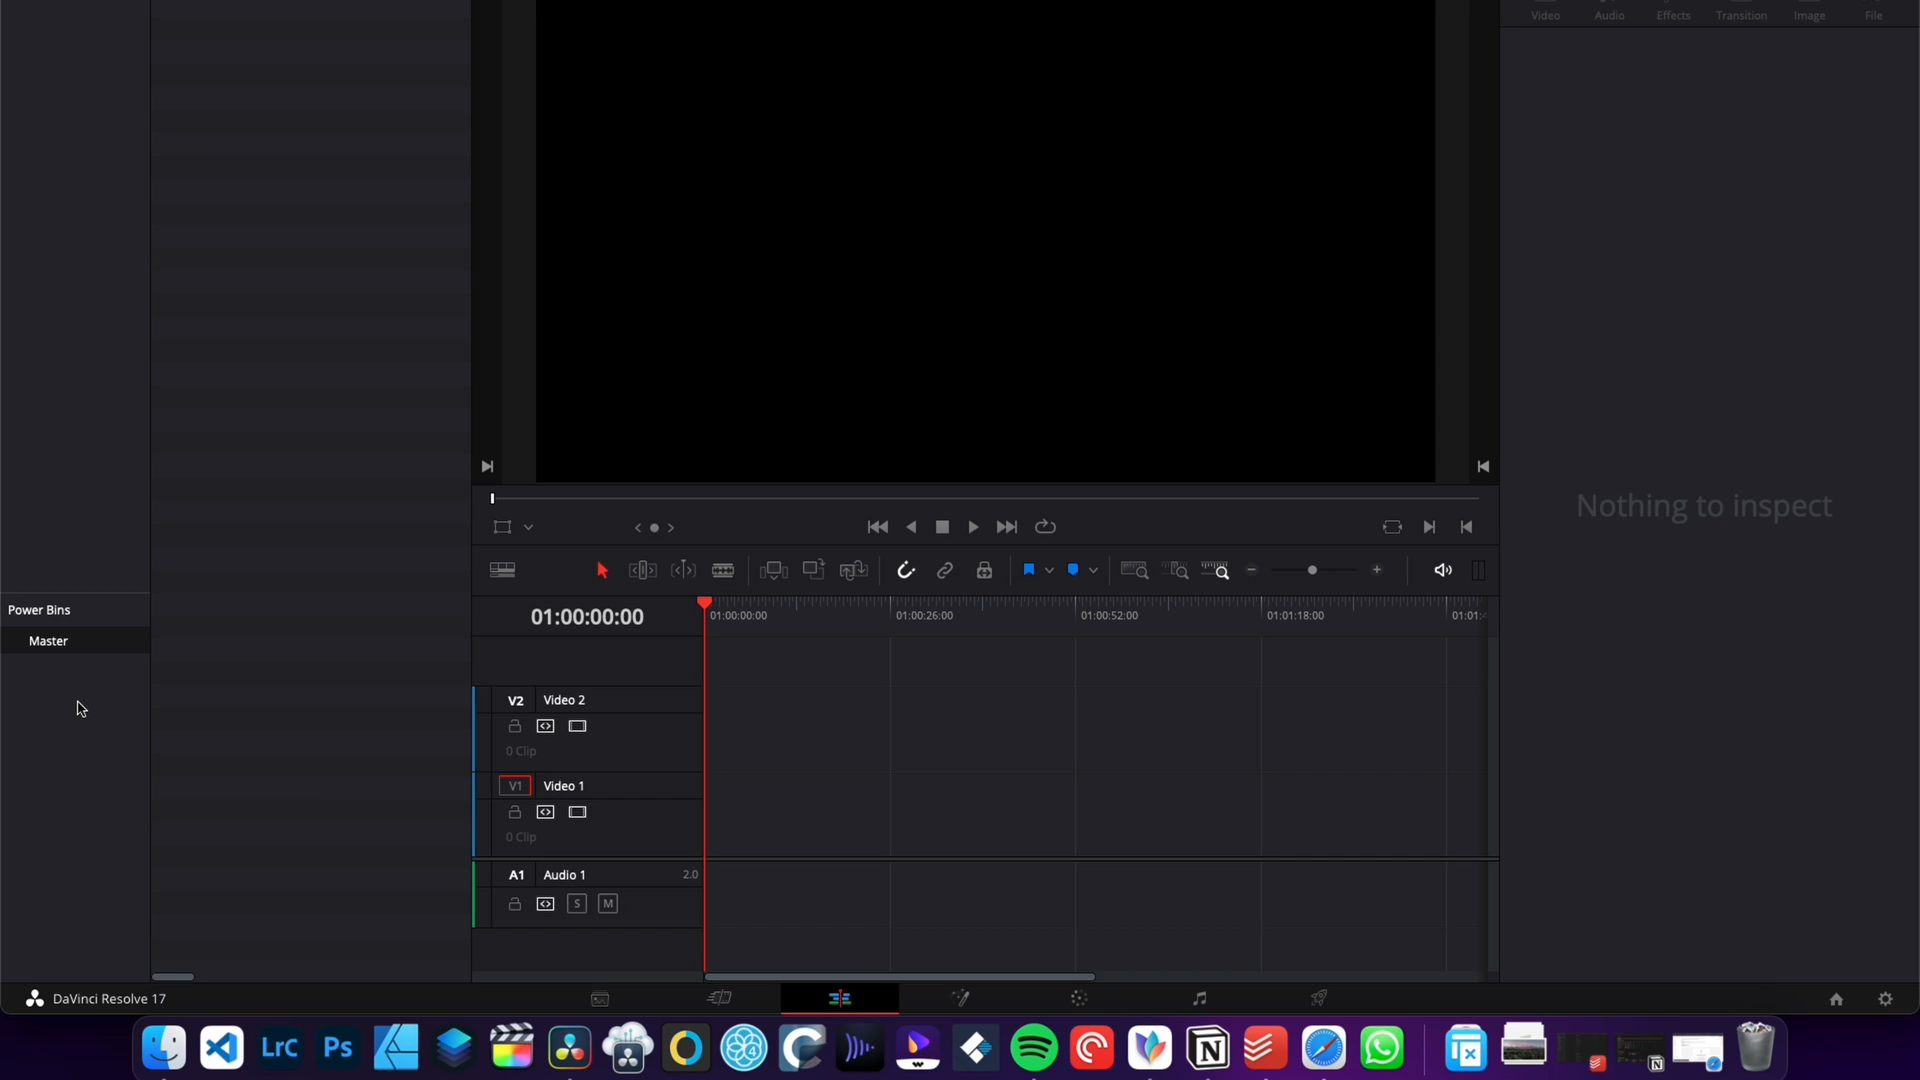 Video Audio Effects Transition Image File
Nothing to inspect
Power Bins
Master
01:00:00:00
01:00:00:00 01:00:26:00 01:00:52:00 01:01:18:00 01:01:
V2 Video 2
0 Clip
V1 Video 1
0 Clip
A1 Audio 1 2.0
S M
DaVinci Resolve 17
LrC Ps 4 N